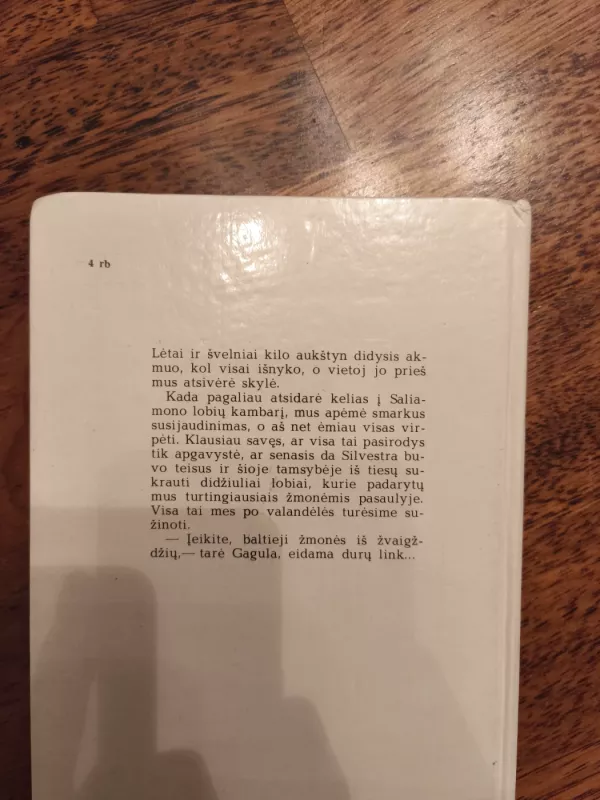 4 rb
Lėtai ir švelniai kilo aukštyn didysis ak-
muo, kol visai išnyko, o vietoj jo prieš
mus atsivėrė skylė.
Kada pagaliau atsidarė kelias į Salia-
mono lobių kambarį, mus apėmė smarkus
susijaudinimas, o aš net ėmiau visas vir-
pėti. Klausiau savęs, ar visa tai pasirodys
tik apgavystė, ar senasis da Silvestra bu-
vo teisus ir šioje tamsybėje iš tiesų su-
krauti didžiuliai lobiai, kurie padarytų
mus turtingiausiais žmonėmis pasaulyje.
Visa tai mes po valandėlės turėsime su-
žinoti.
— Įeikite, baltieji žmonės iš žvaigž-
džių,— tarė Gagula, eidama durų link...